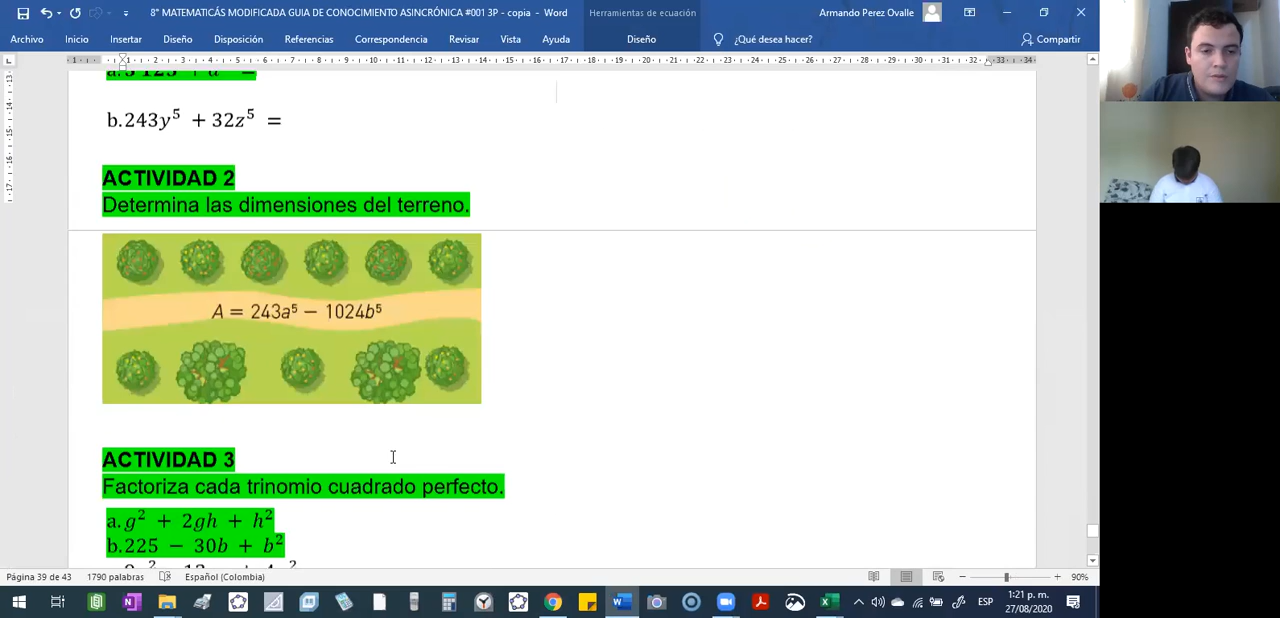 8° MATEMATICÁS MODIFICADA GUIA DE CONOCIMIENTO ASINCRÓNICA #001 3P - copia - Word
Herramientas de ecuación
Armando Perez Ovalle
Archivo Inicio Insertar Diseño Disposición Referencias Correspondencia Revisar Vista Ayuda Diseño ¿Qué desea hacer? Compartir
b.243y⁵ + 32z⁵ =
ACTIVIDAD 2
Determina las dimensiones del terreno.
A = 243a⁵ − 1024b⁵
ACTIVIDAD 3
Factoriza cada trinomio cuadrado perfecto.
a.g² + 2gh + h²
b.225 − 30b + b²
Página 39 de 43 1790 palabras Español (Colombia) 90%
ESP
1:21 p. m.
27/08/2020